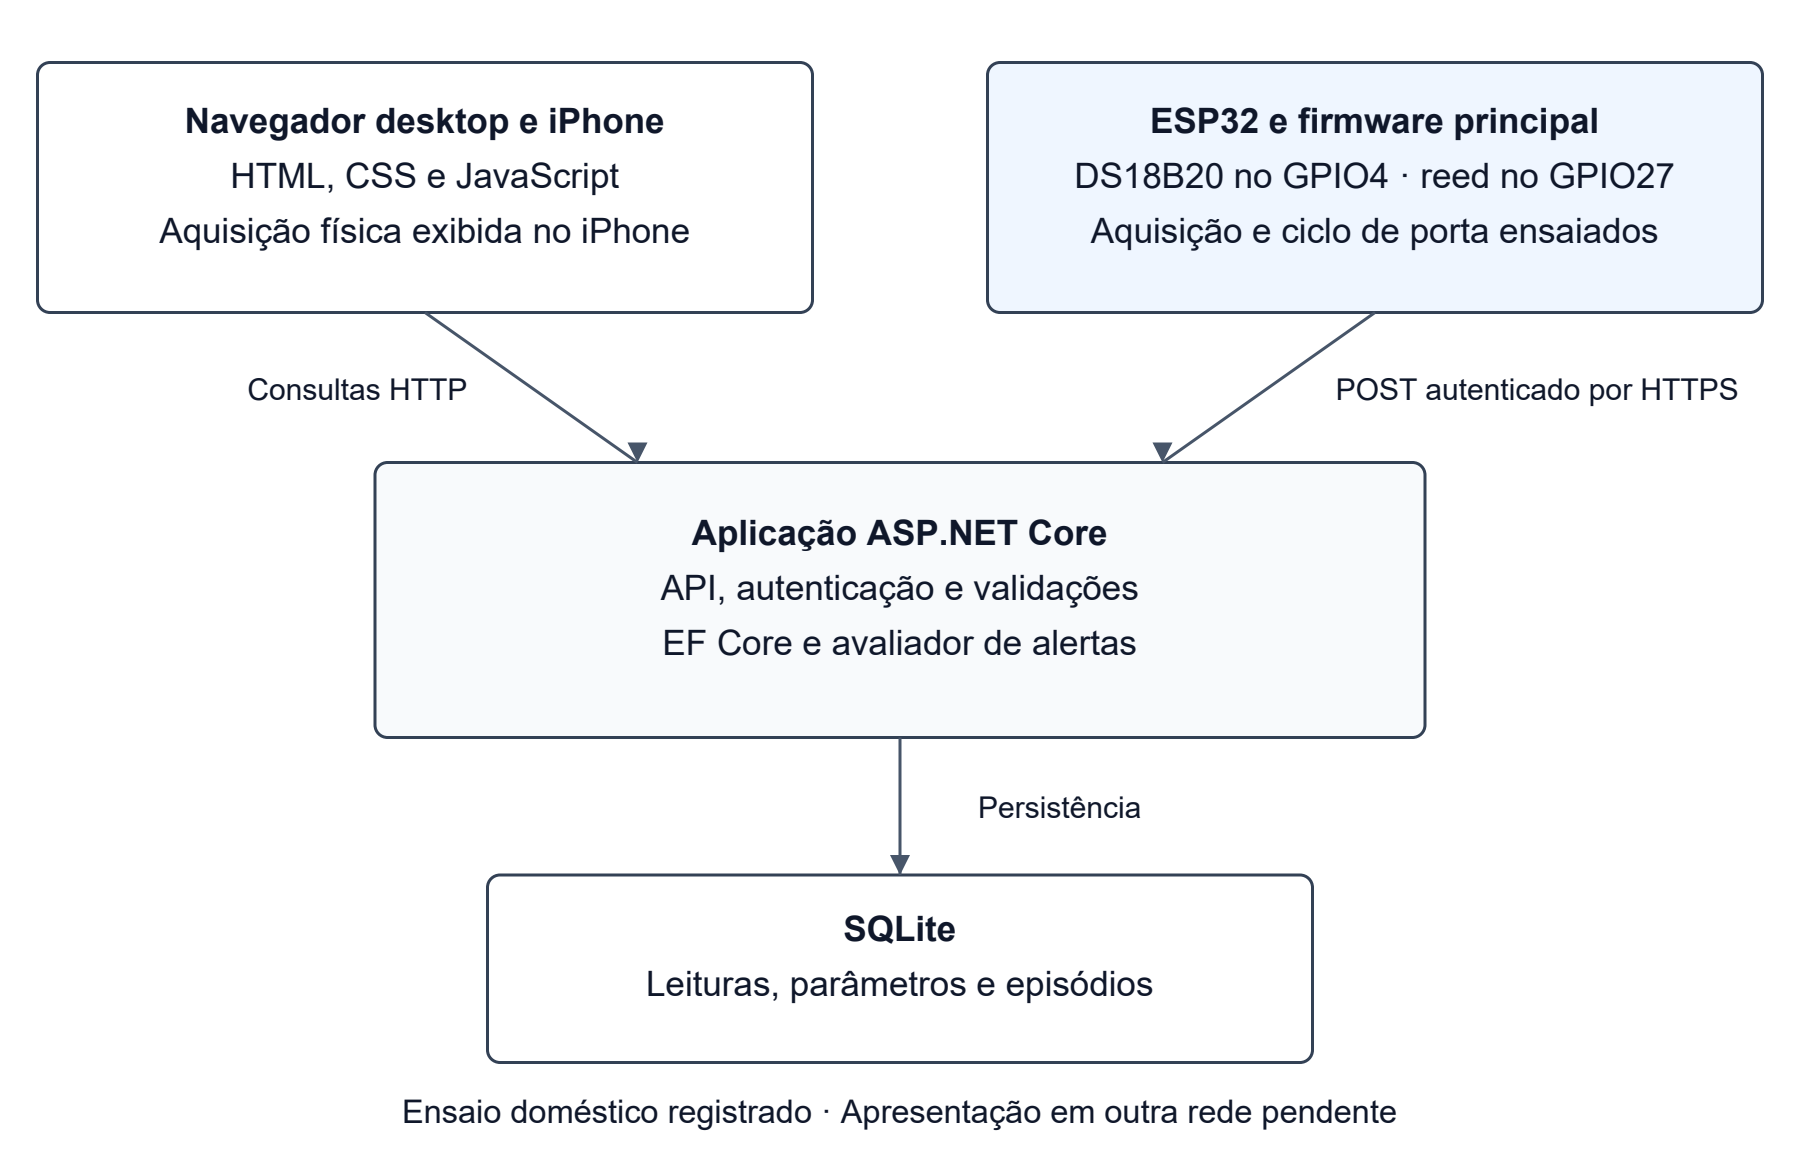 Navegador desktop e iPhone
HTML, CSS e JavaScript
Aquisição física exibida no iPhone
ESP32 e firmware principal
DS18B20 no GPIO4 · reed no GPIO27
Aquisição e ciclo de porta ensaiados
Consultas HTTP
POST autenticado por HTTPS
Aplicação ASP.NET Core
API, autenticação e validações
EF Core e avaliador de alertas
Persistência
SQLite
Leituras, parâmetros e episódios
Ensaio doméstico registrado · Apresentação em outra rede pendente